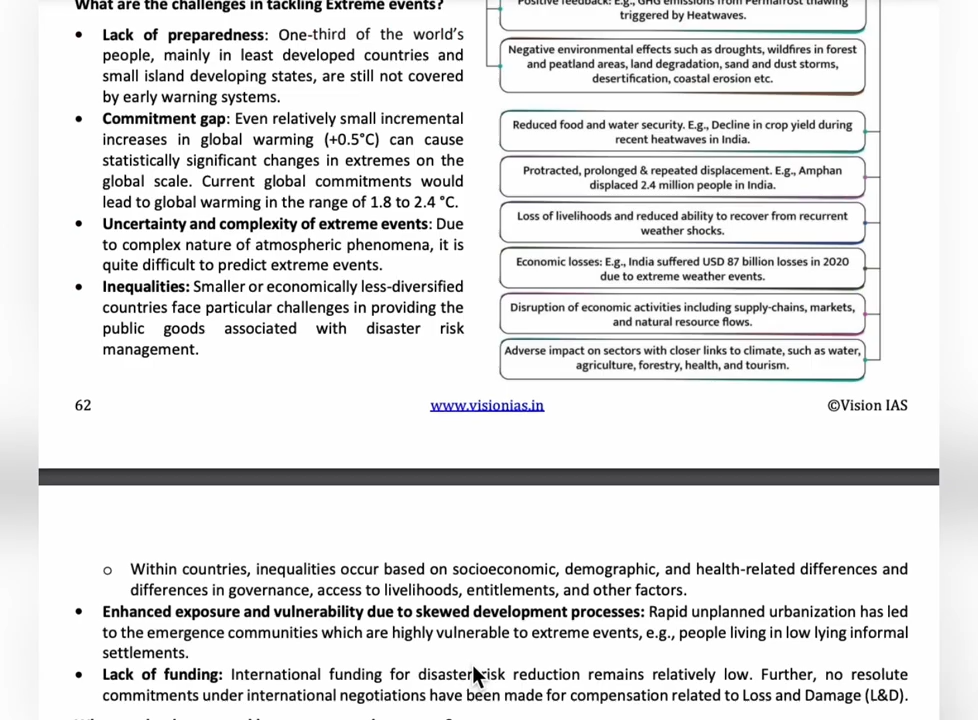 What are the challenges in tackling Extreme events?
• Lack of preparedness: One-third of the world's
people, mainly in least developed countries and
small island developing states, are still not covered
by early warning systems.
• Commitment gap: Even relatively small incremental
increases in global warming (+0.5°C) can cause
statistically significant changes in extremes on the
global scale. Current global commitments would
lead to global warming in the range of 1.8 to 2.4 °C.
• Uncertainty and complexity of extreme events: Due
to complex nature of atmospheric phenomena, it is
quite difficult to predict extreme events.
• Inequalities: Smaller or economically less-diversified
countries face particular challenges in providing the
public goods associated with disaster risk
management.
Positive feedback: E.g., GHG emissions from Permafrost thawing
triggered by Heatwaves.
Negative environmental effects such as droughts, wildfires in forest
and peatland areas, land degradation, sand and dust storms,
desertification, coastal erosion etc.
Reduced food and water security. E.g., Decline in crop yield during
recent heatwaves in India.
Protracted, prolonged & repeated displacement. E.g., Amphan
displaced 2.4 million people in India.
Loss of livelihoods and reduced ability to recover from recurrent
weather shocks.
Economic losses: E.g., India suffered USD 87 billion losses in 2020
due to extreme weather events.
Disruption of economic activities including supply-chains, markets,
and natural resource flows.
Adverse impact on sectors with closer links to climate, such as water,
agriculture, forestry, health, and tourism.
62 www.visionias.in ©Vision IAS
o Within countries, inequalities occur based on socioeconomic, demographic, and health-related differences and
differences in governance, access to livelihoods, entitlements, and other factors.
• Enhanced exposure and vulnerability due to skewed development processes: Rapid unplanned urbanization has led
to the emergence communities which are highly vulnerable to extreme events, e.g., people living in low lying informal
settlements.
• Lack of funding: International funding for disaster risk reduction remains relatively low. Further, no resolute
commitments under international negotiations have been made for compensation related to Loss and Damage (L&D).